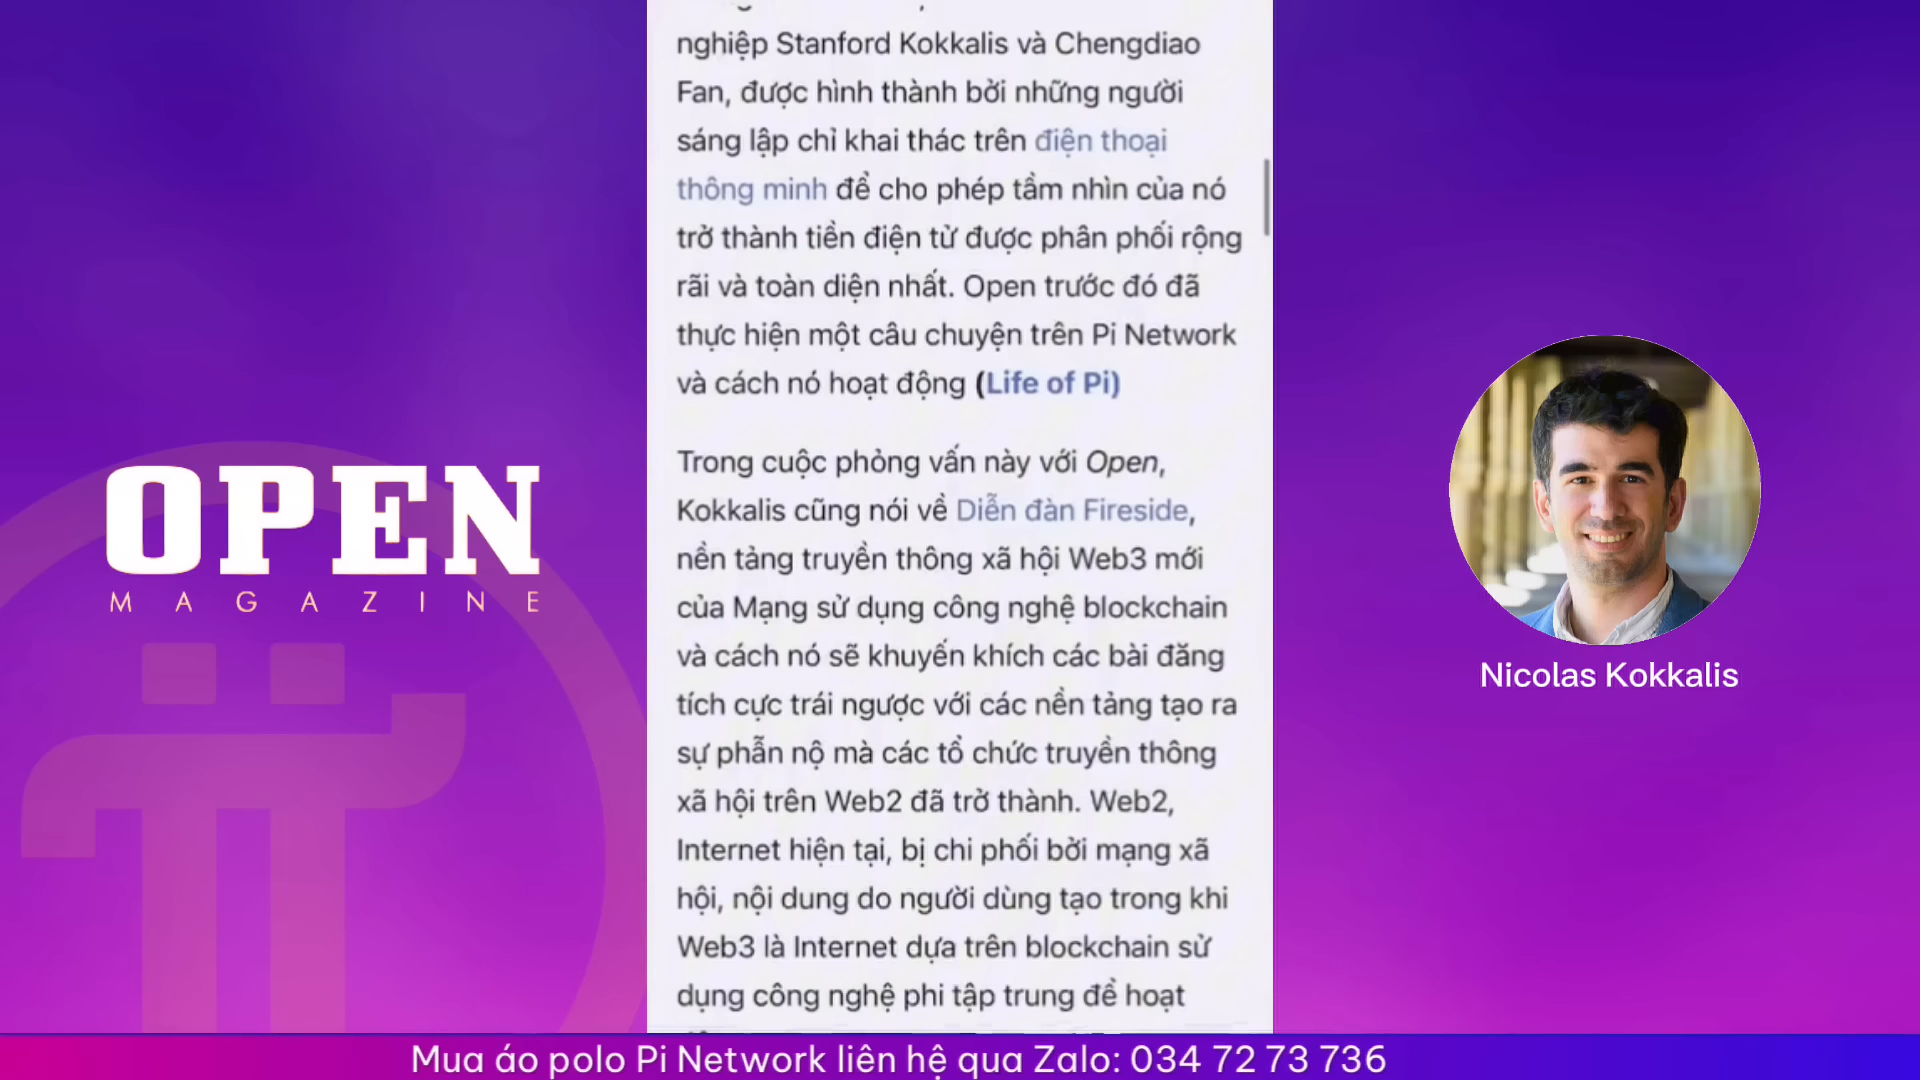 nghiệp Stanford Kokkalis và Chengdiao
Fan, được hình thành bởi những người
sáng lập chỉ khai thác trên điện thoại
thông minh để cho phép tầm nhìn của nó
trở thành tiền điện tử được phân phối rộng
rãi và toàn diện nhất. Open trước đó đã
thực hiện một câu chuyện trên Pi Network
và cách nó hoạt động (Life of Pi)
Trong cuộc phỏng vấn này với Open,
Kokkalis cũng nói về Diễn đàn Fireside,
nền tảng truyền thông xã hội Web3 mới
của Mạng sử dụng công nghệ blockchain
và cách nó sẽ khuyến khích các bài đăng
tích cực trái ngược với các nền tảng tạo ra
sự phẫn nộ mà các tổ chức truyền thông
xã hội trên Web2 đã trở thành. Web2,
Internet hiện tại, bị chi phối bởi mạng xã
hội, nội dung do người dùng tạo trong khi
Web3 là Internet dựa trên blockchain sử
dụng công nghệ phi tập trung để hoạt
OPEN
MAGAZINE
Nicolas Kokkalis
Mua áo polo Pi Network liên hệ qua Zalo: 034 72 73 736